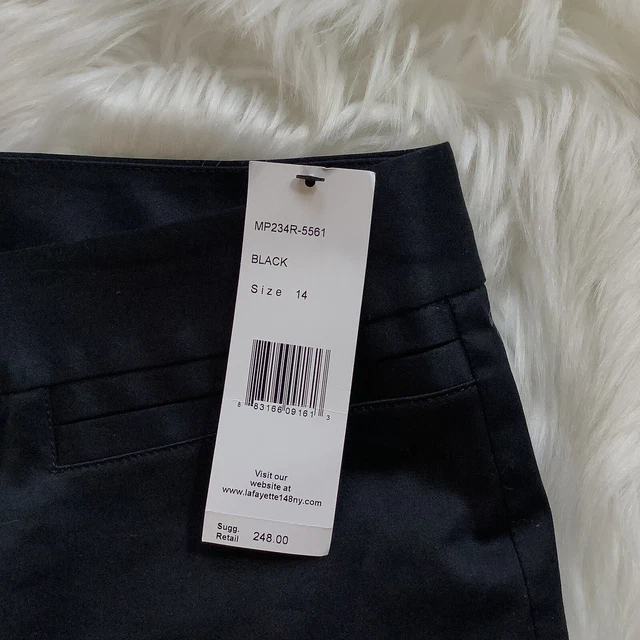 MP234R-5561
BLACK
Size 14
8 83166 09161 3
Visit our
website at
www.lafayette148ny.com
Sugg.
Retail 248.00